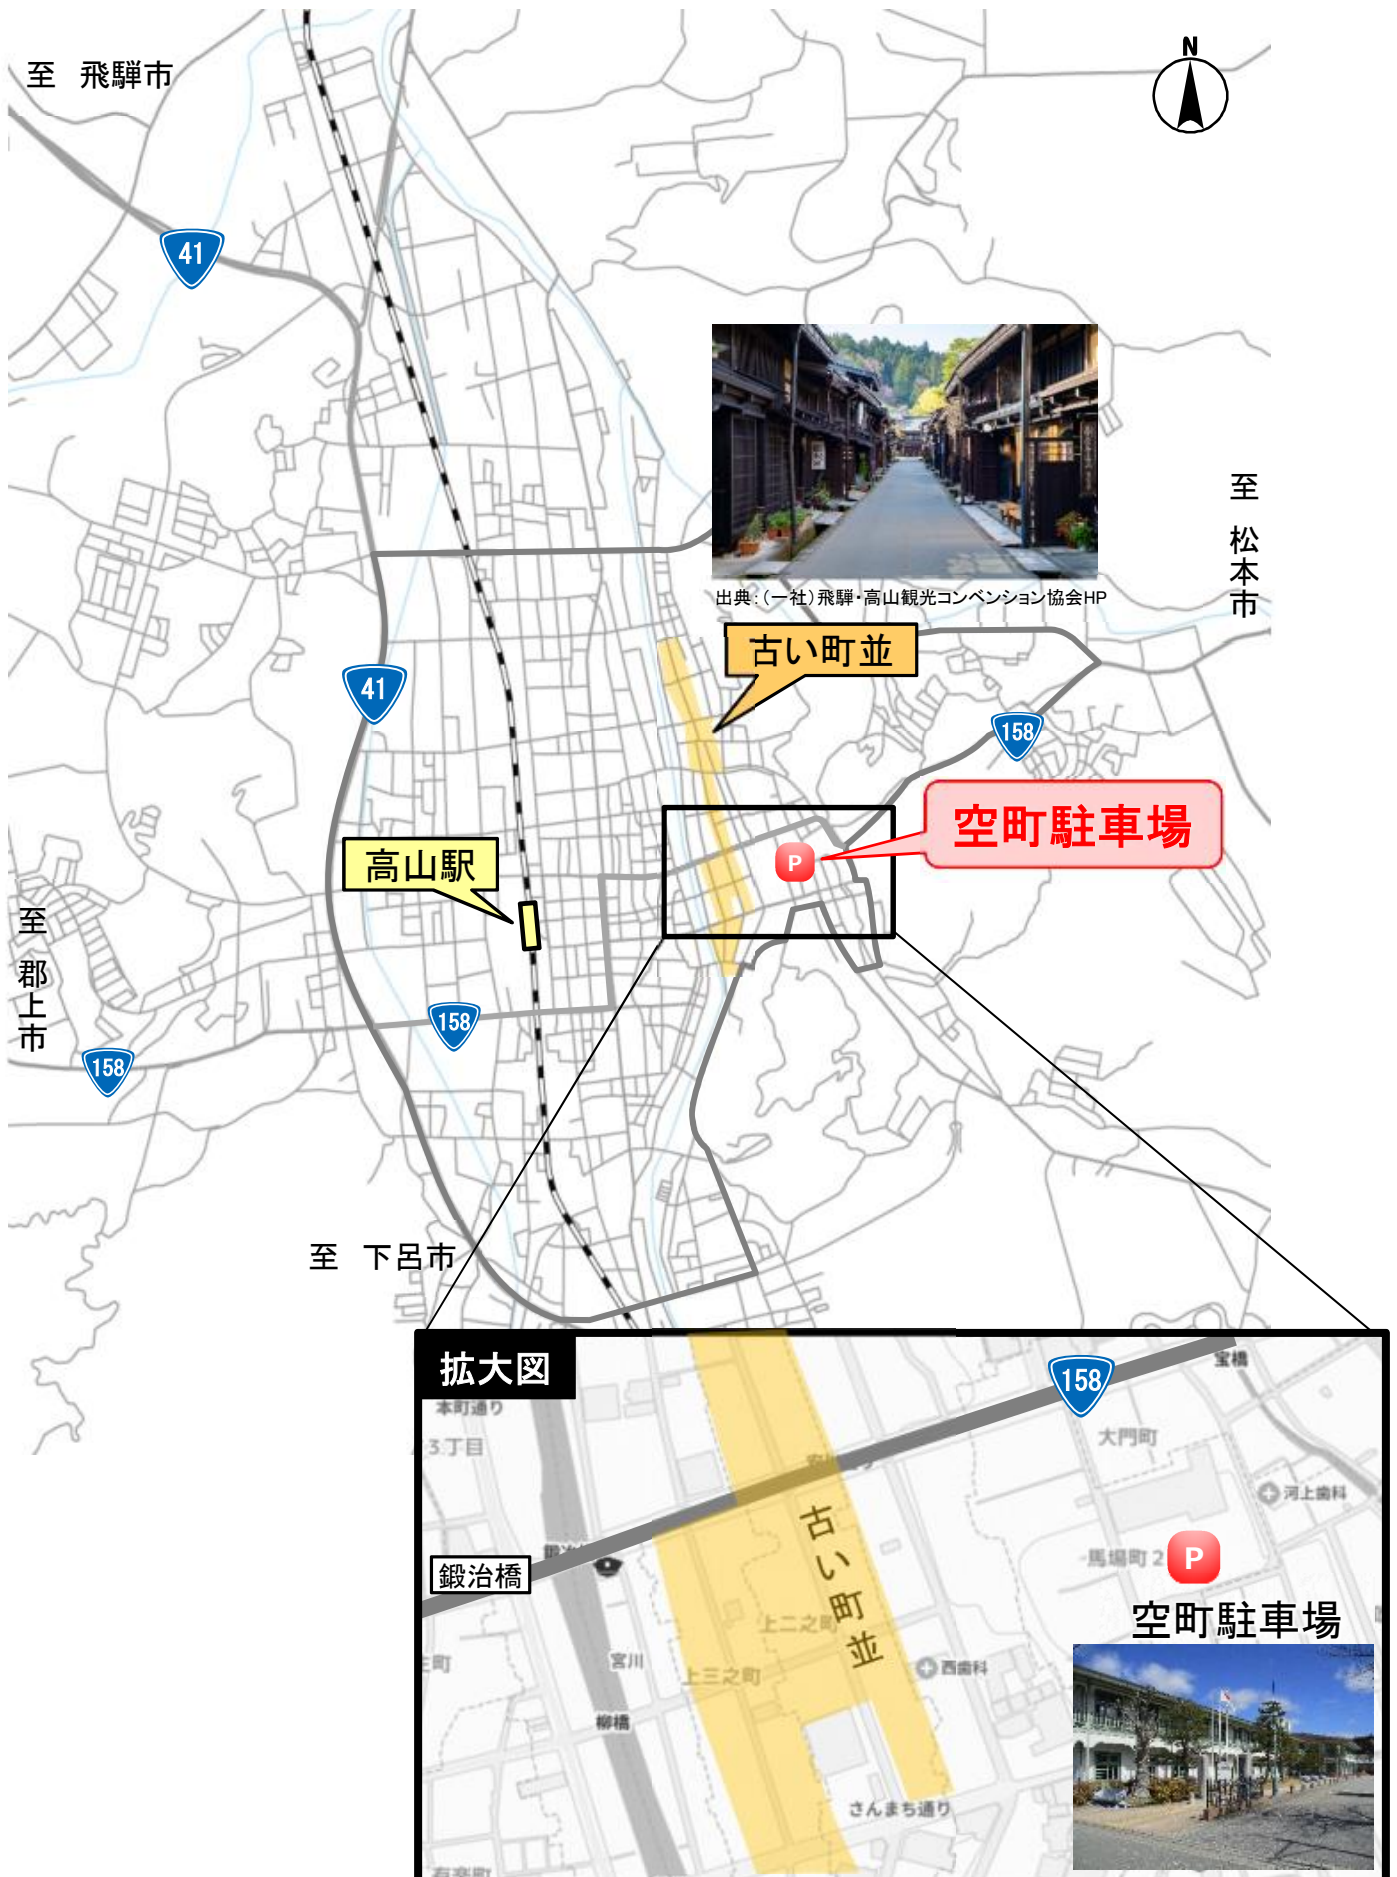 N
至　飛騨市
41
出典：（一社）飛騨・高山観光コンベンション協会HP
至　松本市
古い町並
41
158
空町駐車場
P
高山駅
至　郡上市
158
158
至　下呂市
拡大図
158
宝橋
本町通り
3丁目
大門町
河上歯科
古い町並
馬場町2
P
鍛治橋
空町駐車場
上二之町
宮川
上三之町
西歯科
柳橋
さんまち通り
有楽町